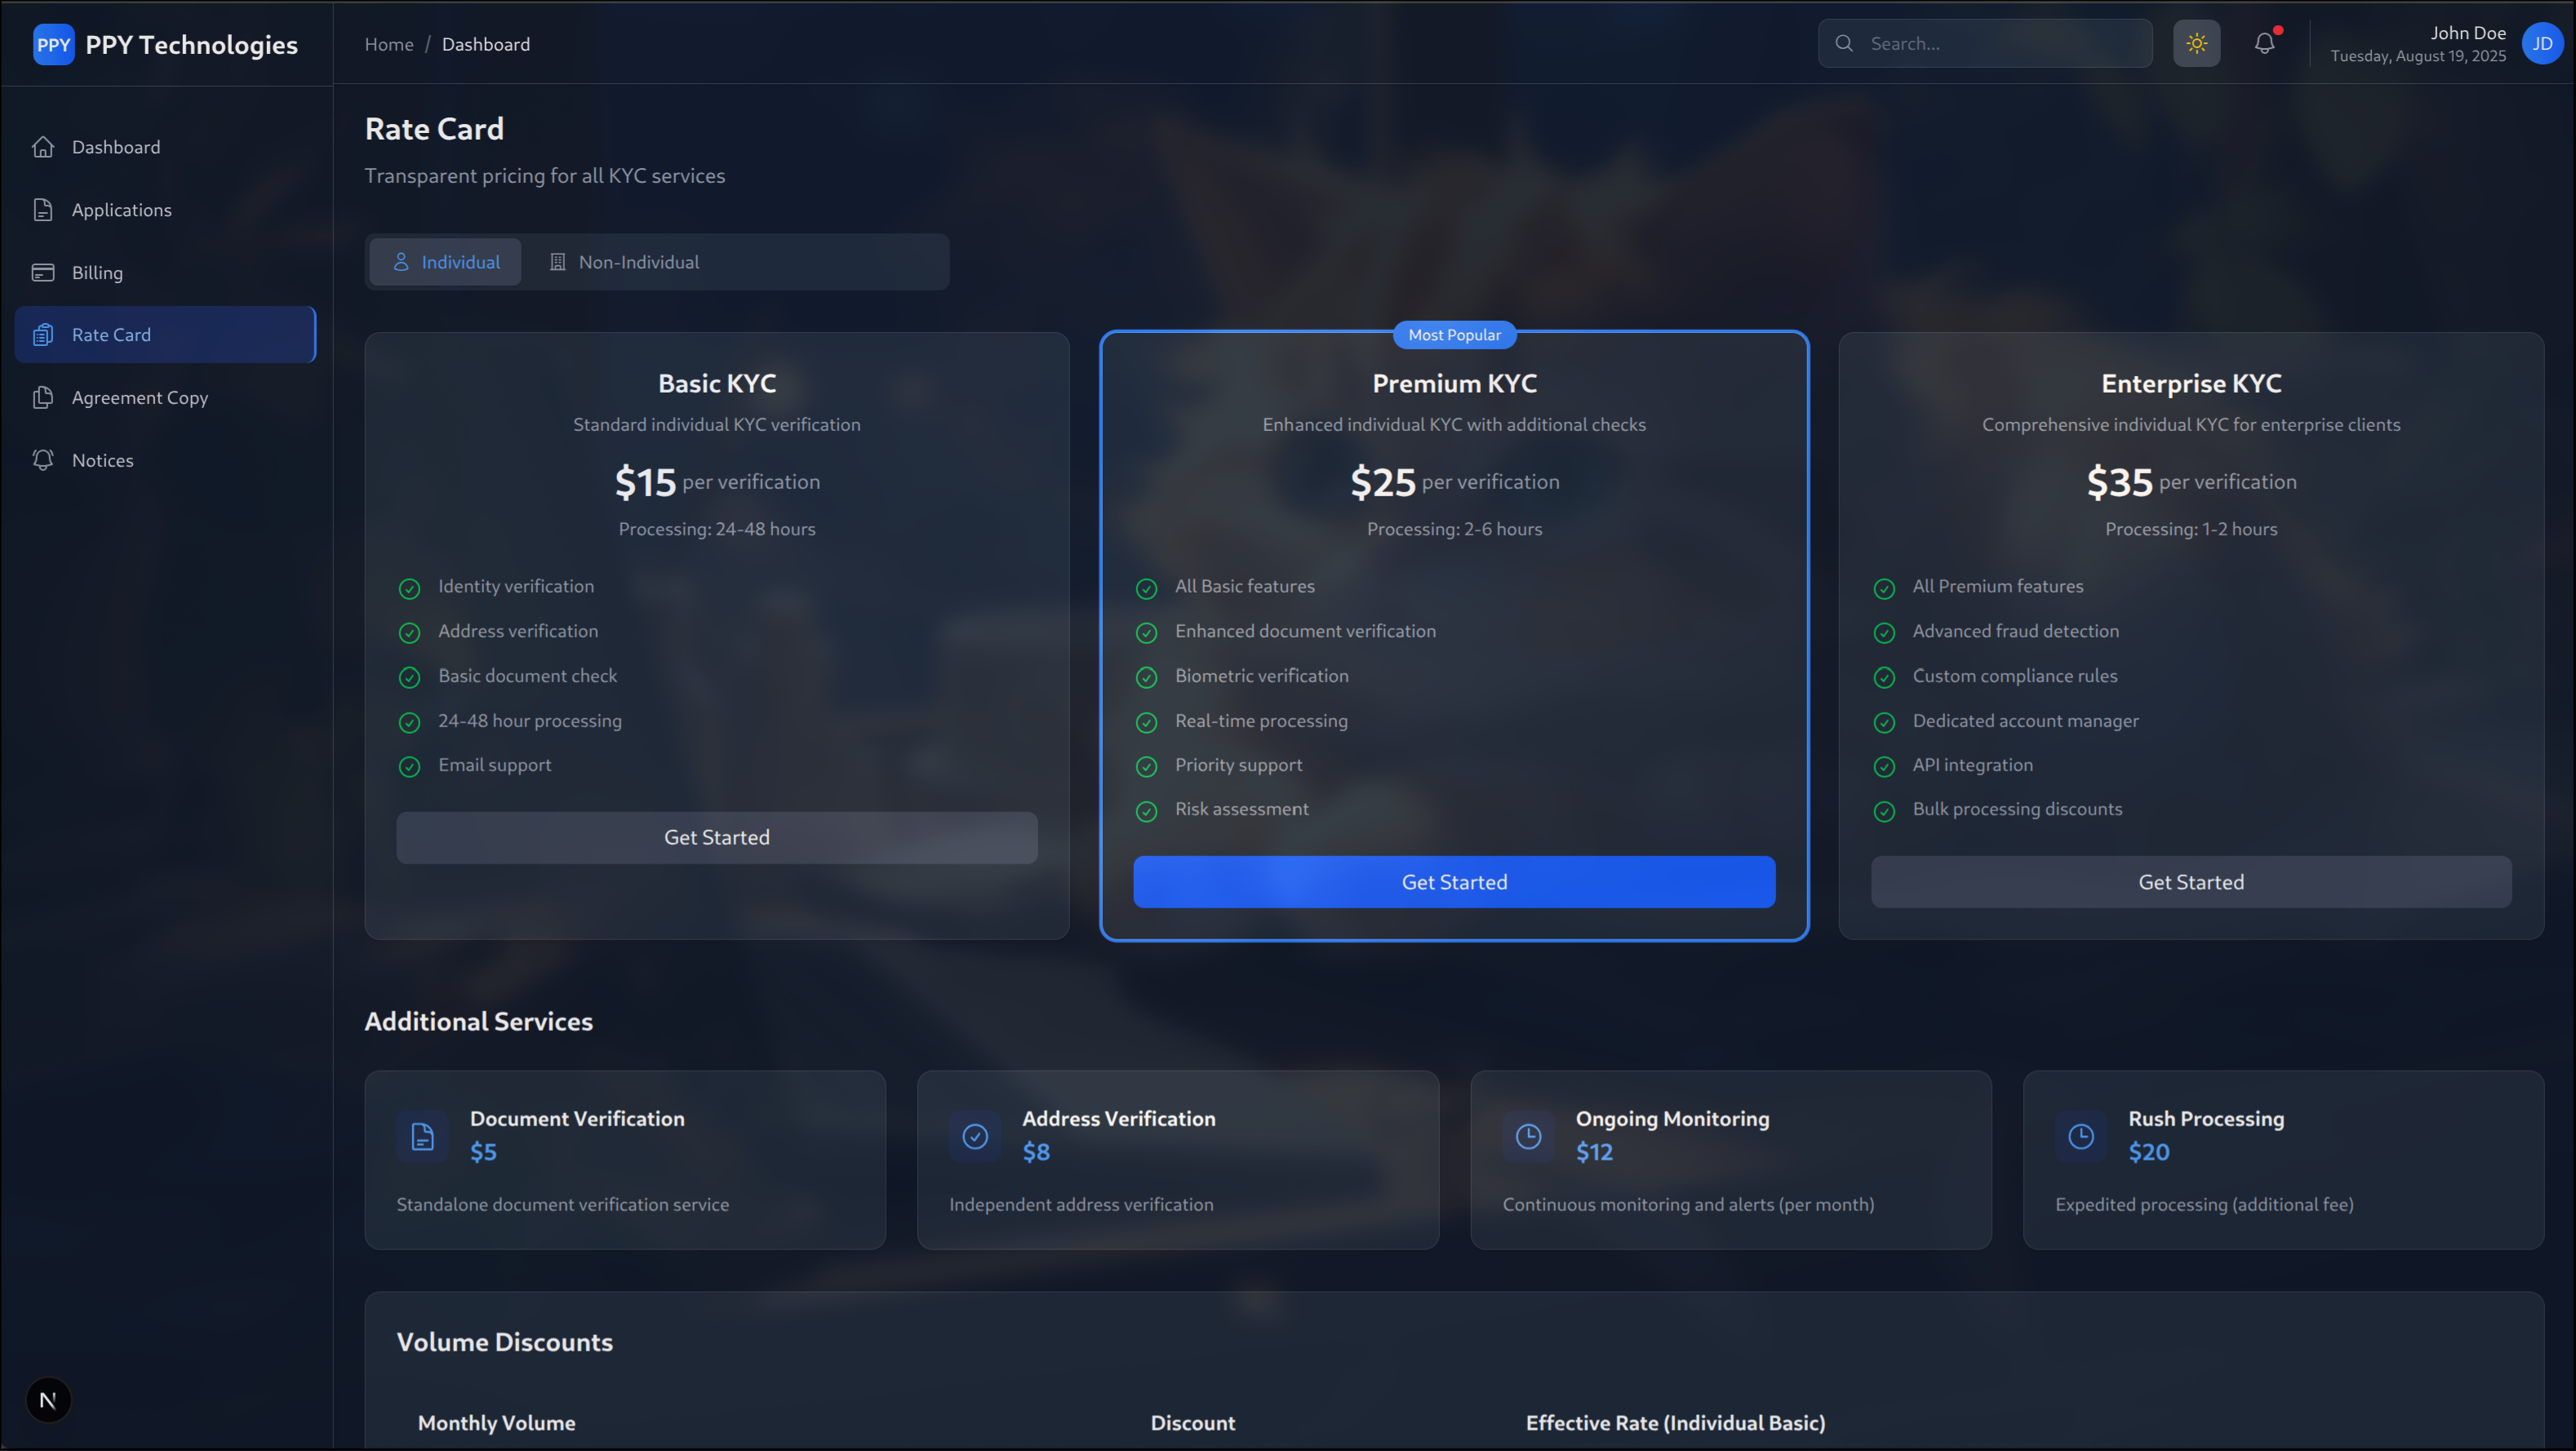 PPY PPY Technologies
Home / Dashboard
Search...
John Doe
Tuesday, August 19, 2025
JD
Dashboard
Applications
Billing
Rate Card
Agreement Copy
Notices
N
Rate Card
Transparent pricing for all KYC services
Individual
Non-Individual
Basic KYC
Standard individual KYC verification
$15 per verification
Processing: 24-48 hours
Identity verification
Address verification
Basic document check
24-48 hour processing
Email support
Get Started
Most Popular
Premium KYC
Enhanced individual KYC with additional checks
$25 per verification
Processing: 2-6 hours
All Basic features
Enhanced document verification
Biometric verification
Real-time processing
Priority support
Risk assessment
Get Started
Enterprise KYC
Comprehensive individual KYC for enterprise clients
$35 per verification
Processing: 1-2 hours
All Premium features
Advanced fraud detection
Custom compliance rules
Dedicated account manager
API integration
Bulk processing discounts
Get Started
Additional Services
Document Verification
$5
Standalone document verification service
Address Verification
$8
Independent address verification
Ongoing Monitoring
$12
Continuous monitoring and alerts (per month)
Rush Processing
$20
Expedited processing (additional fee)
Volume Discounts
Monthly Volume
Discount
Effective Rate (Individual Basic)